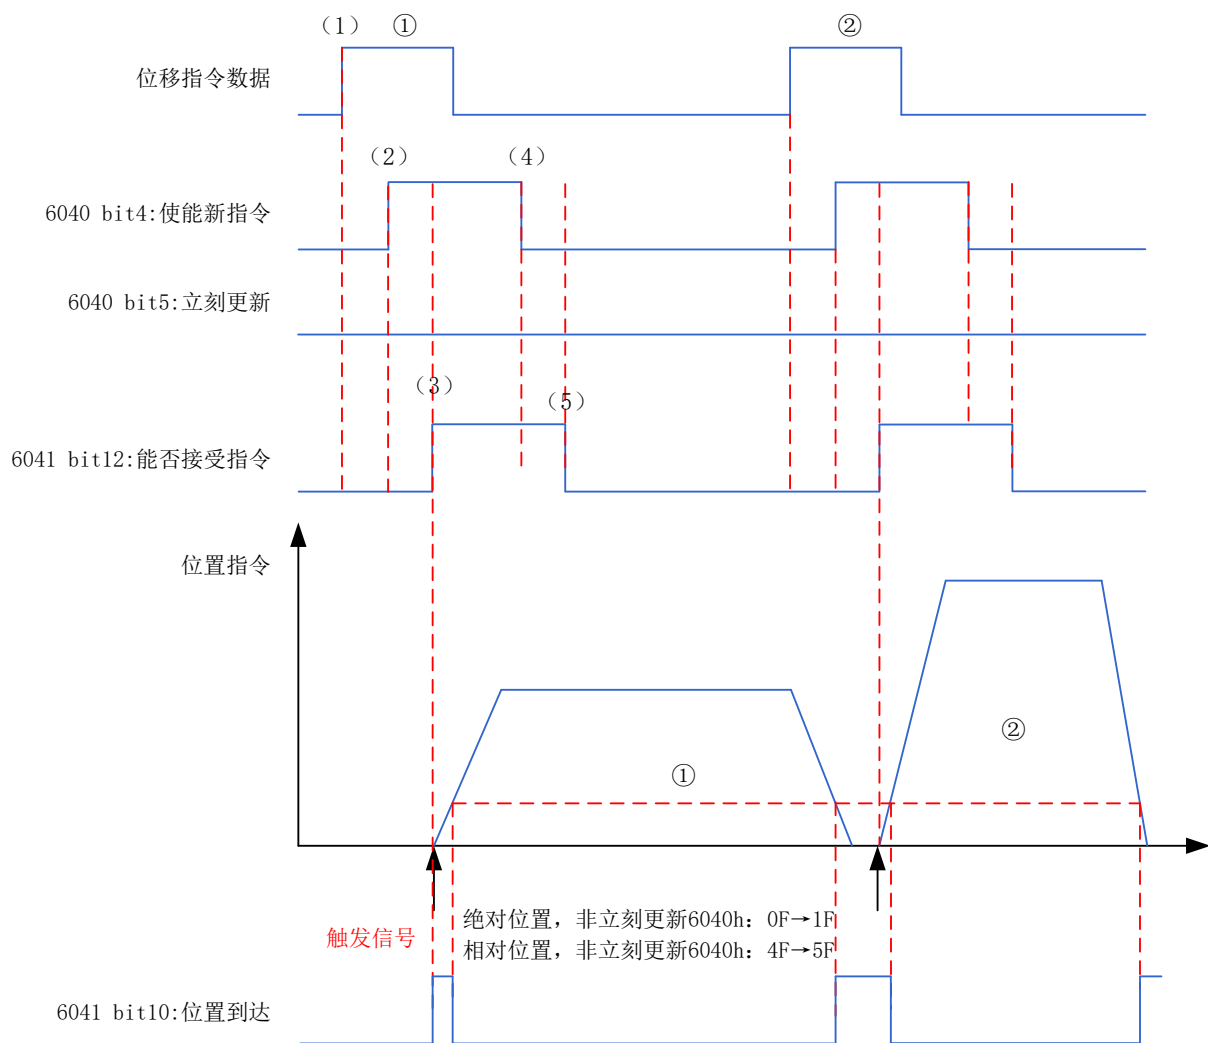 （1）
①
②
位移指令数据
（2）
（4）
6040 bit4:使能新指令
6040 bit5:立刻更新
（3）
（5）
6041 bit12:能否接受指令
位置指令
②
①
绝对位置，非立刻更新6040h：0F→1F
触发信号
相对位置，非立刻更新6040h：4F→5F
6041 bit10:位置到达